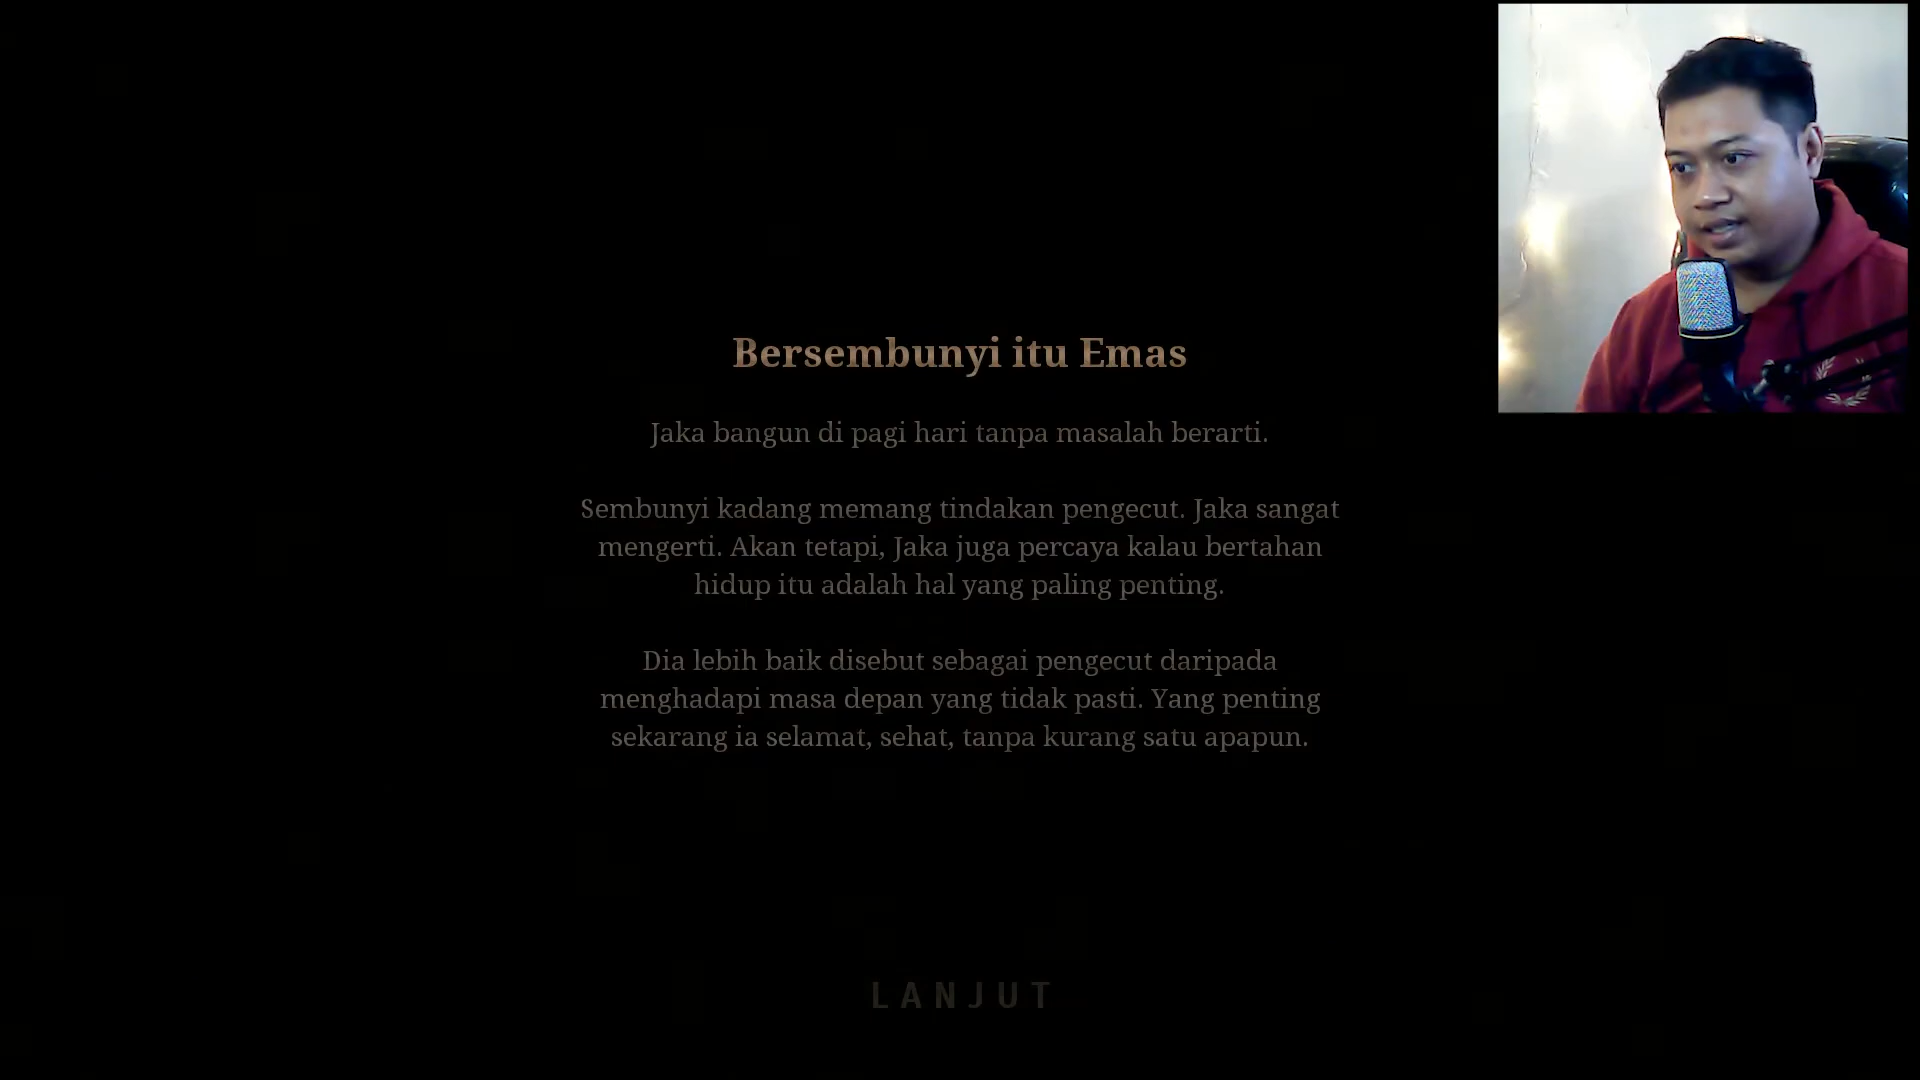 Bersembunyi itu Emas
Jaka bangun di pagi hari tanpa masalah berarti.
Sembunyi kadang memang tindakan pengecut. Jaka sangat
mengerti. Akan tetapi, Jaka juga percaya kalau bertahan
hidup itu adalah hal yang paling penting.
Dia lebih baik disebut sebagai pengecut daripada
menghadapi masa depan yang tidak pasti. Yang penting
sekarang ia selamat, sehat, tanpa kurang satu apapun.
LANJUT